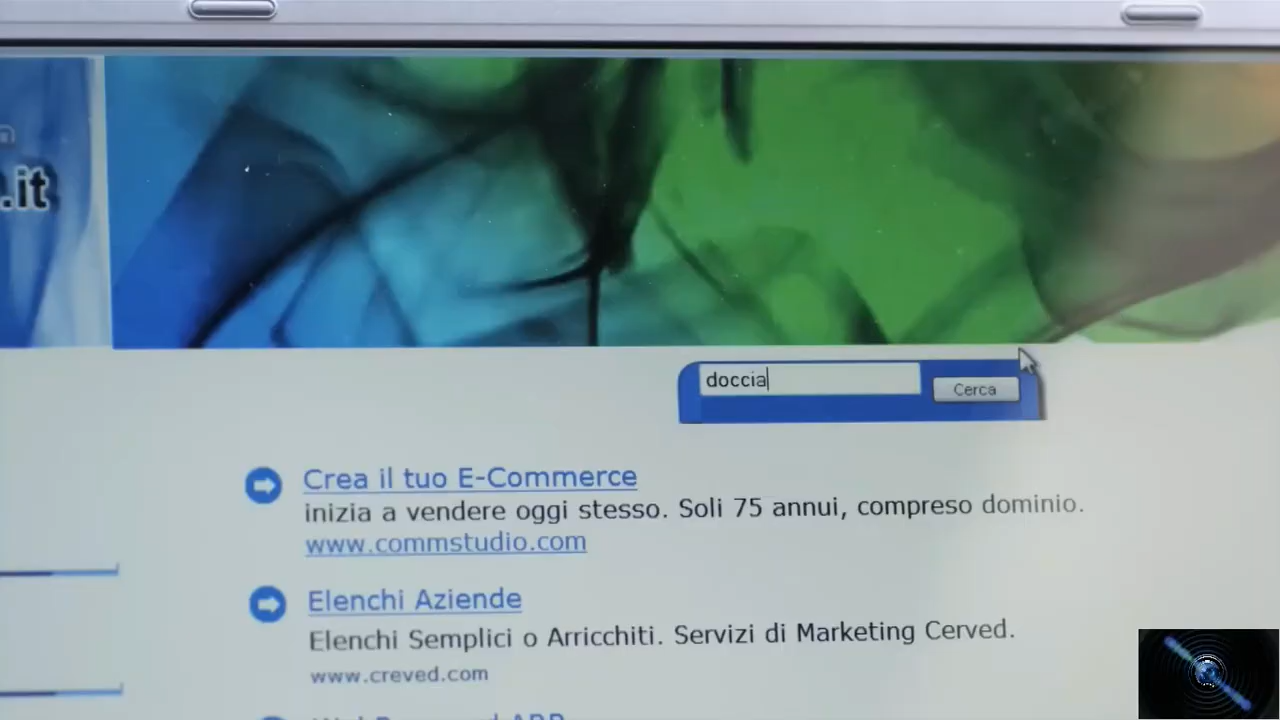 .it
doccia
Cerca
Crea il tuo E-Commerce
inizia a vendere oggi stesso. Soli 75 annui, compreso dominio.
www.commstudio.com
Elenchi Aziende
Elenchi Semplici o Arricchiti. Servizi di Marketing Cerved.
www.creved.com